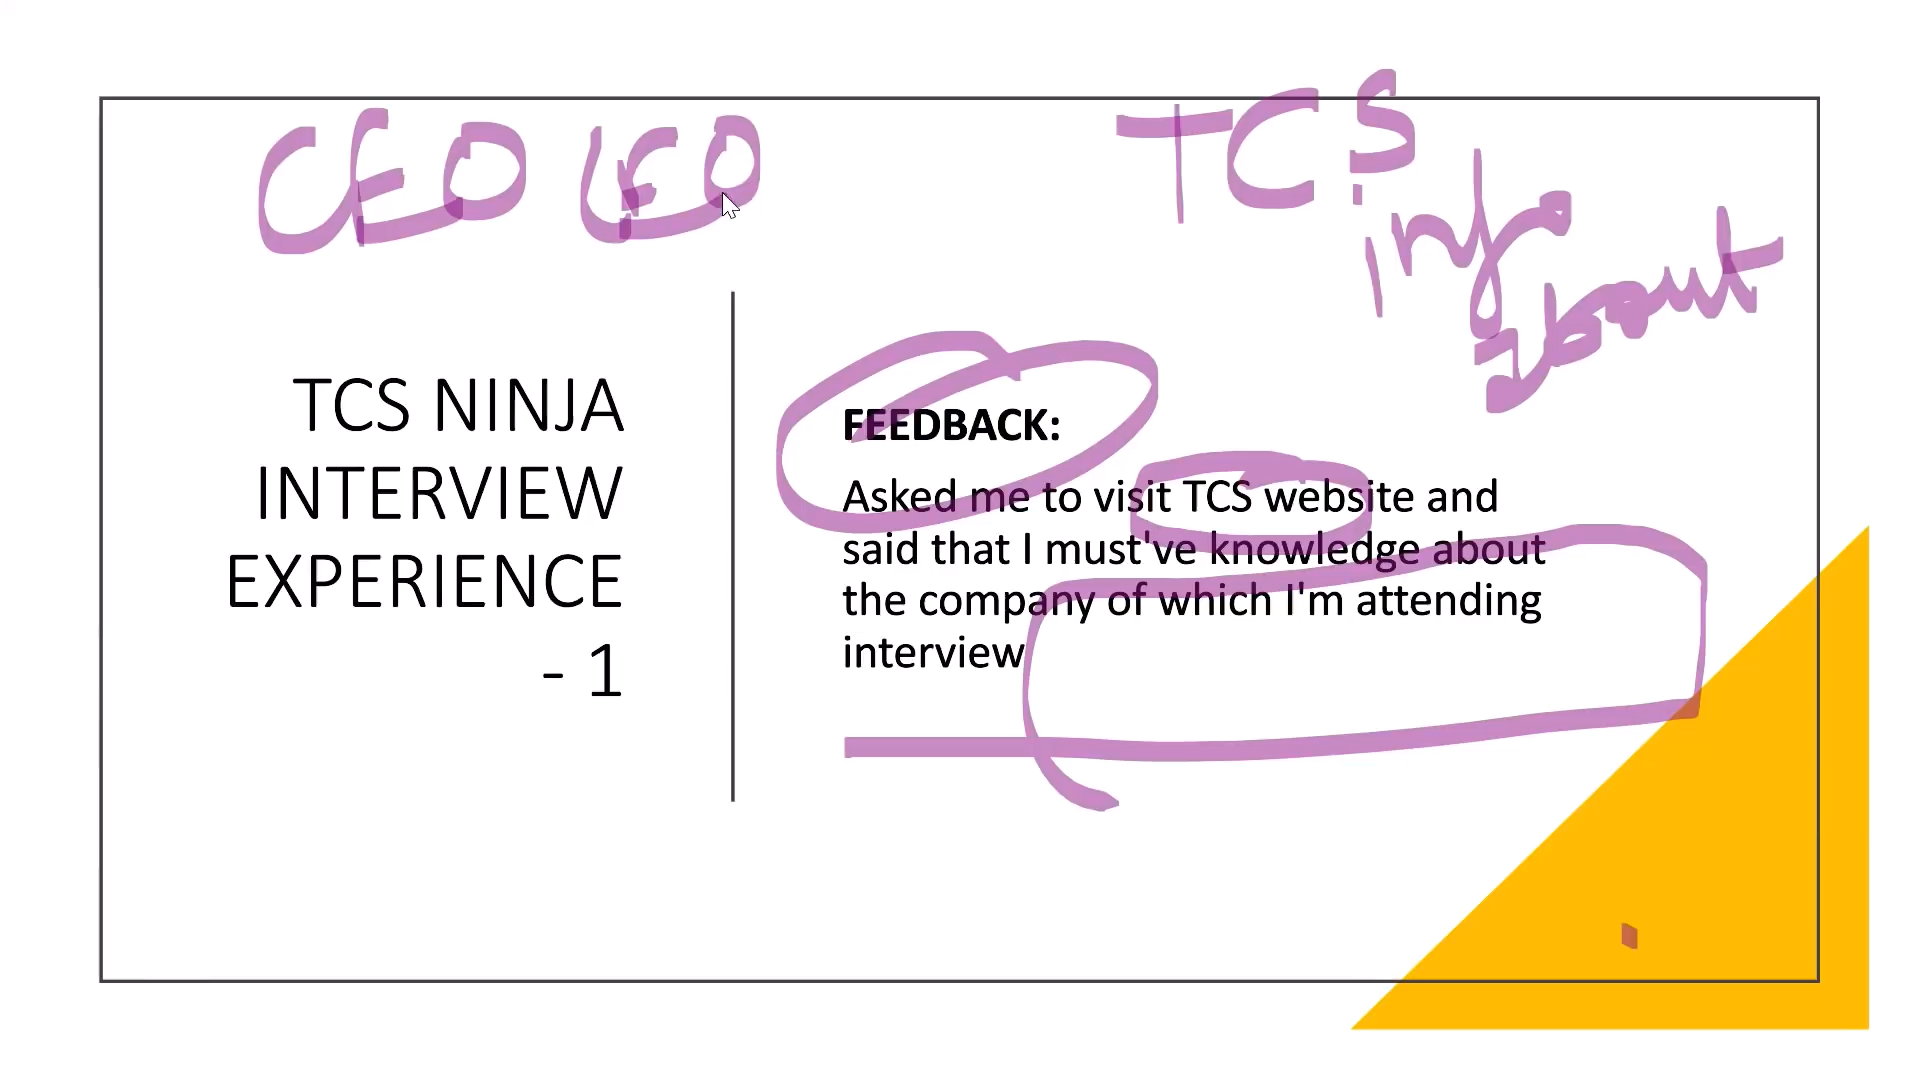 CEO CEO
TCS
info
about
TCS NINJA
INTERVIEW
EXPERIENCE
- 1
FEEDBACK:
Asked me to visit TCS website and
said that I must've knowledge about
the company of which I'm attending
interview